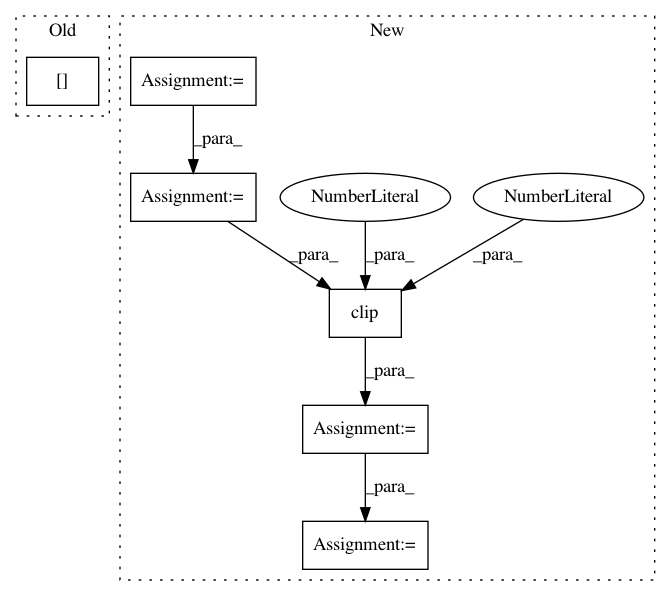 Old
New
[]
Assignment:=
_para_
Assignment:=
NumberLiteral
NumberLiteral
_para_
_para_
_para_
clip
_para_
Assignment:=
_para_
Assignment:=